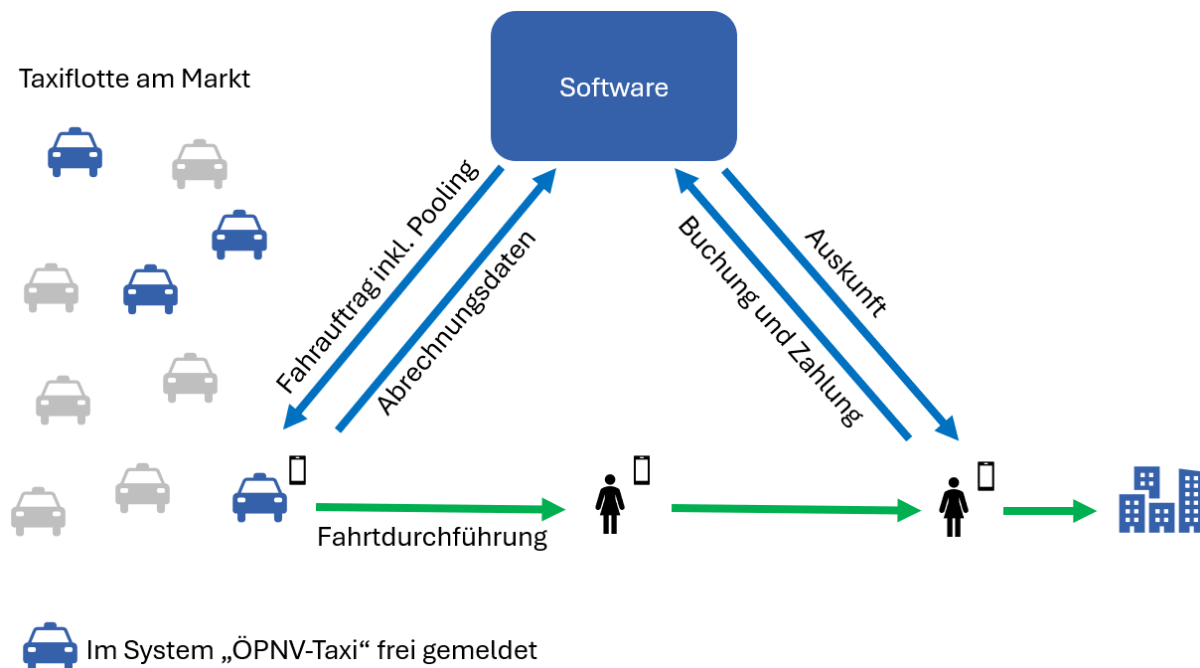 Software
Taxiflotte am Markt
Fahrauftrag inkl. Pooling
Abrechnungsdaten
Buchung und Zahlung
Auskunft
Fahrtdurchführung
Im System „ÖPNV-Taxi“ frei gemeldet